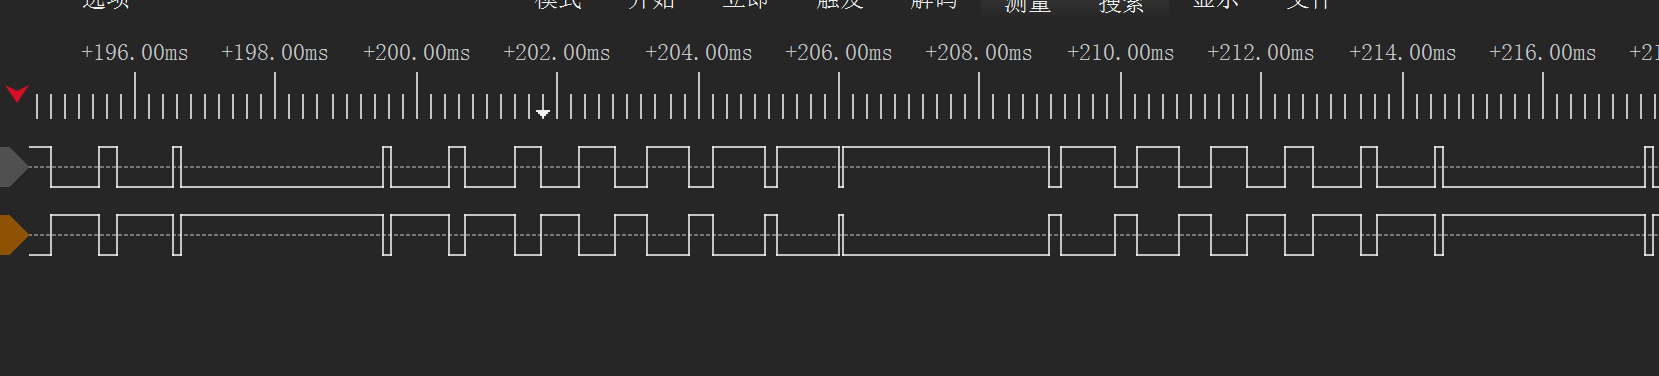 选项 模式 开始 立即 触发 解码 测量 搜索 显示 文件
+196.00ms +198.00ms +200.00ms +202.00ms +204.00ms +206.00ms +208.00ms +210.00ms +212.00ms +214.00ms +216.00ms